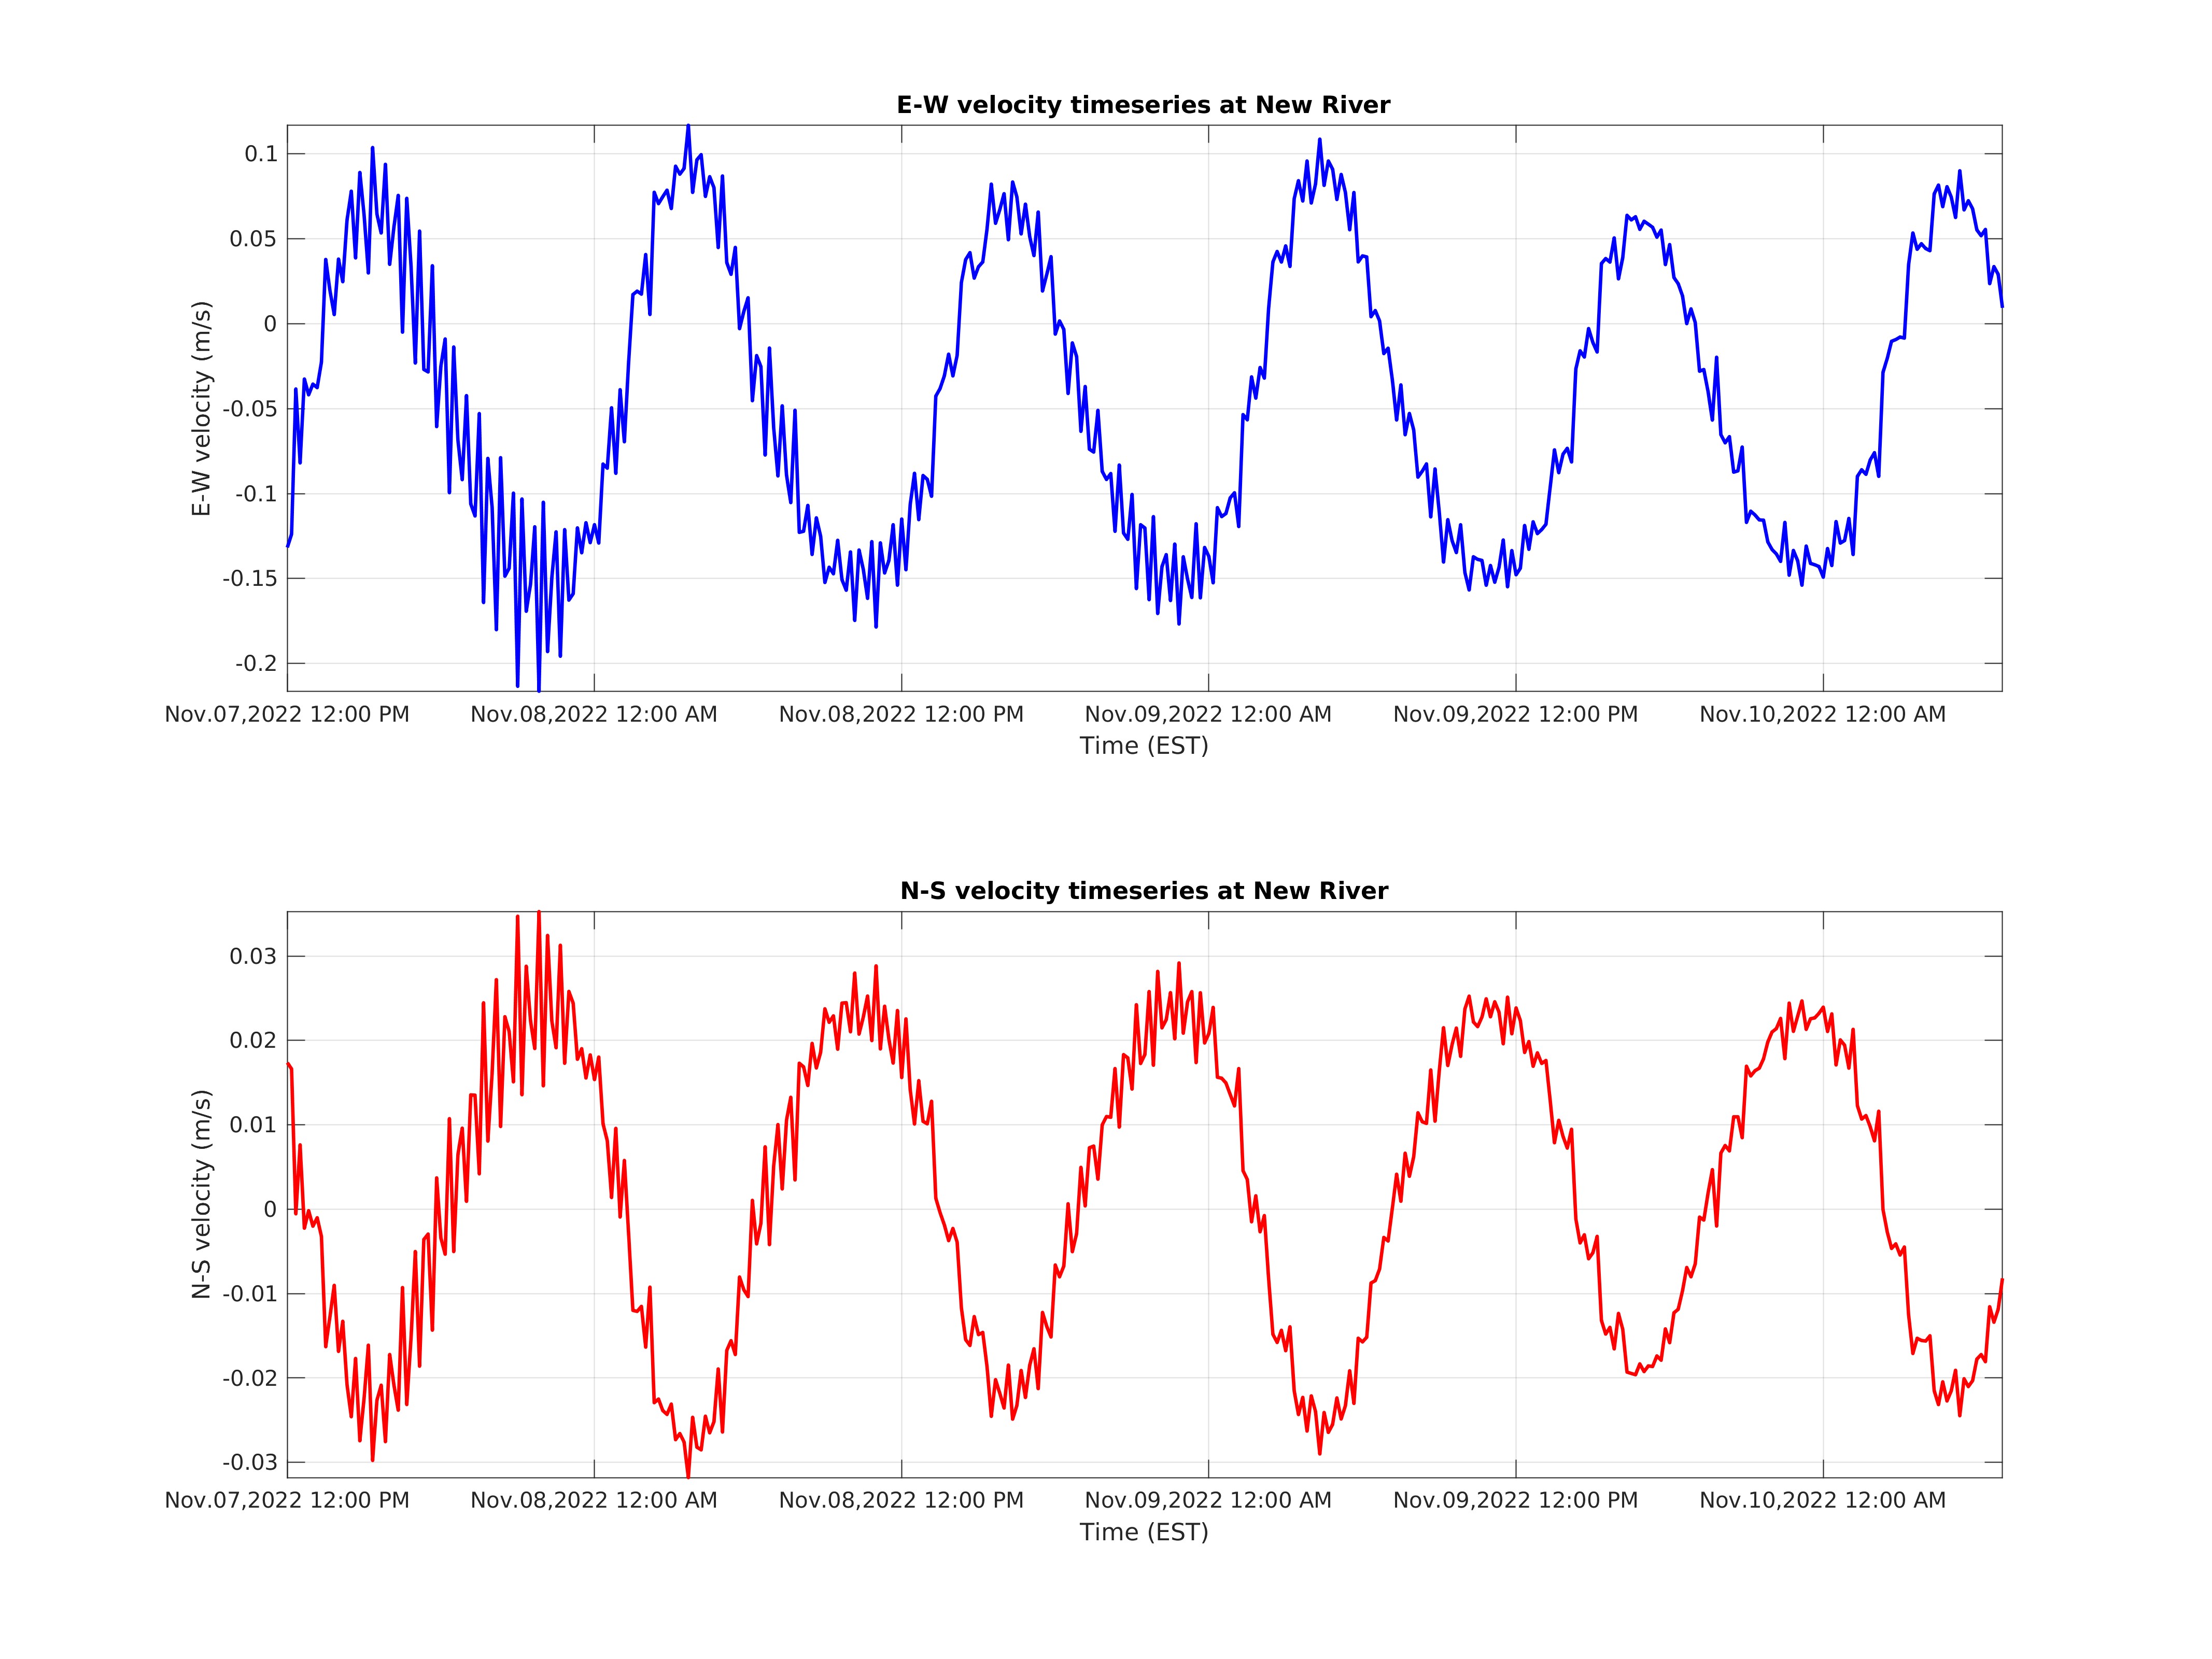 E-W velocity timeseries at New River
0.1
0.05
0
-0.05
-0.1
-0.15
-0.2
E-W velocity (m/s)
Nov.07,2022 12:00 PM Nov.08,2022 12:00 AM Nov.08,2022 12:00 PM Nov.09,2022 12:00 AM Nov.09,2022 12:00 PM Nov.10,2022 12:00 AM
Time (EST)
N-S velocity timeseries at New River
0.03
0.02
0.01
0
-0.01
-0.02
-0.03
N-S velocity (m/s)
Nov.07,2022 12:00 PM Nov.08,2022 12:00 AM Nov.08,2022 12:00 PM Nov.09,2022 12:00 AM Nov.09,2022 12:00 PM Nov.10,2022 12:00 AM
Time (EST)